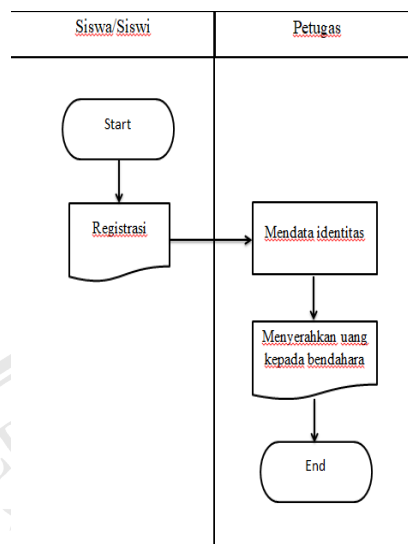 Siswa/Siswi
Petugas
Start
Registrasi
Mendata identitas
Menyerahkan uang
kepada bendahara
End